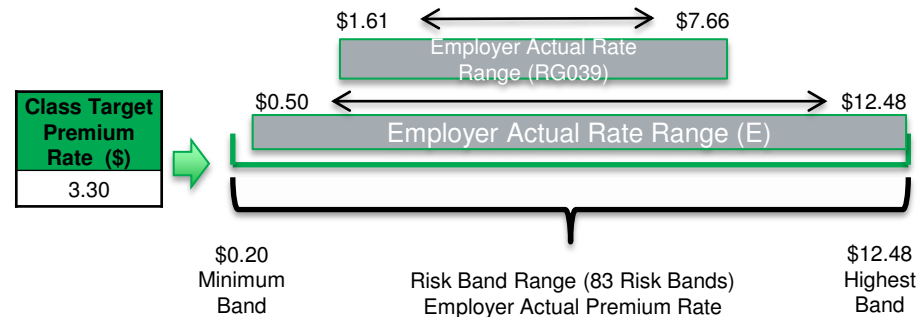 $1.61
$7.66
Employer Actual Rate
Range (RG039)
$0.50
$12.48
Employer Actual Rate Range (E)
Class Target
Premium
Rate ($)
3.30
$0.20
Minimum
Band
Risk Band Range (83 Risk Bands)
Employer Actual Premium Rate
$12.48
Highest
Band